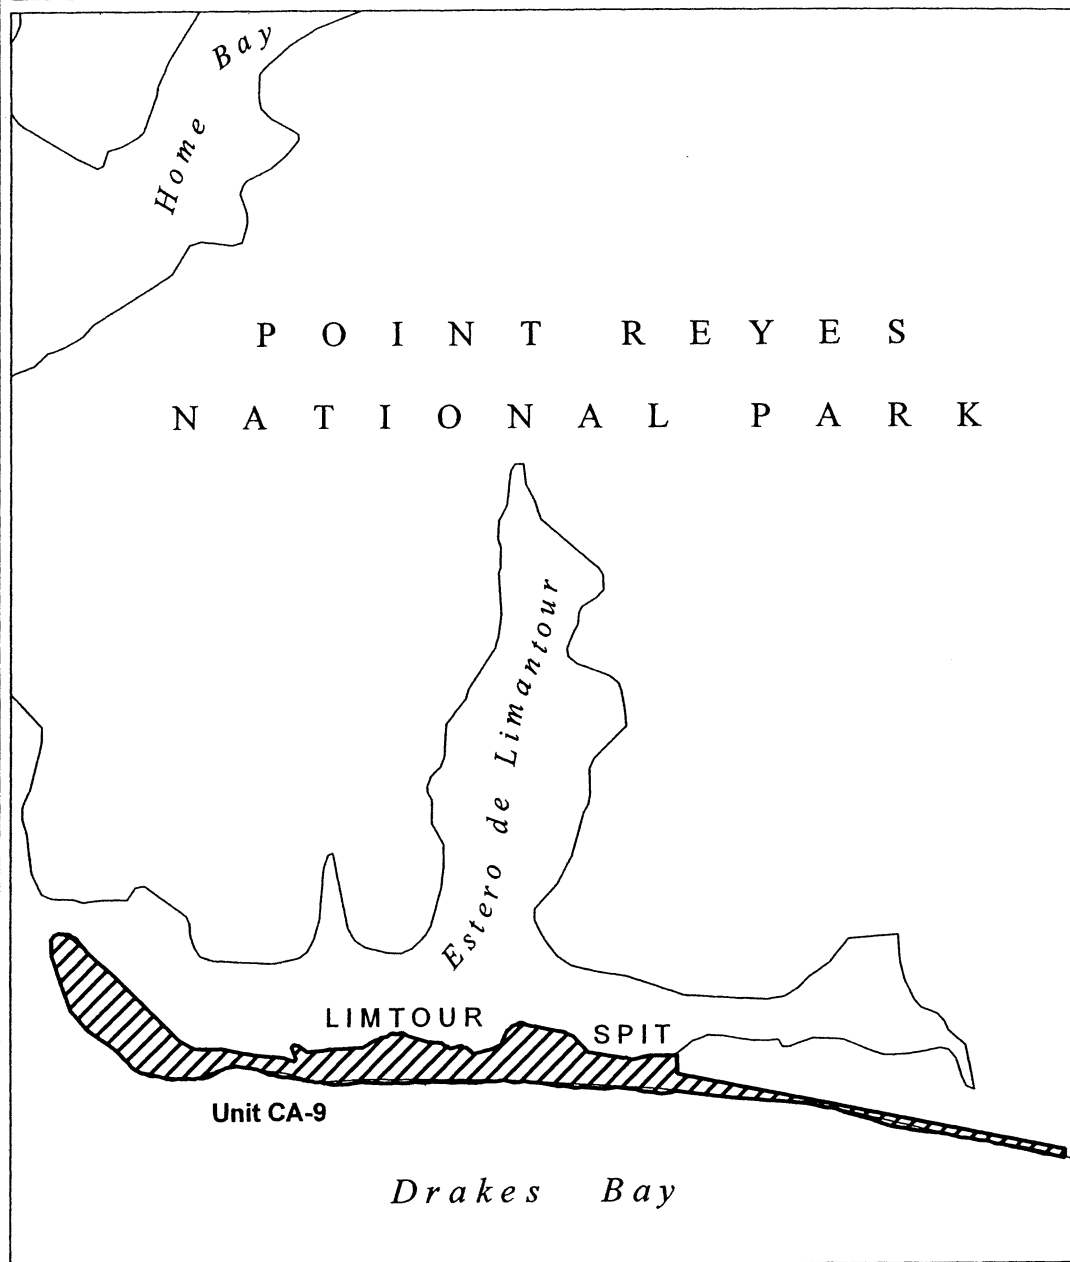 Home Bay
POINT REYES
NATIONAL PARK
Estero de Limantour
LIMTOUR SPIT
Unit CA-9
Drakes Bay